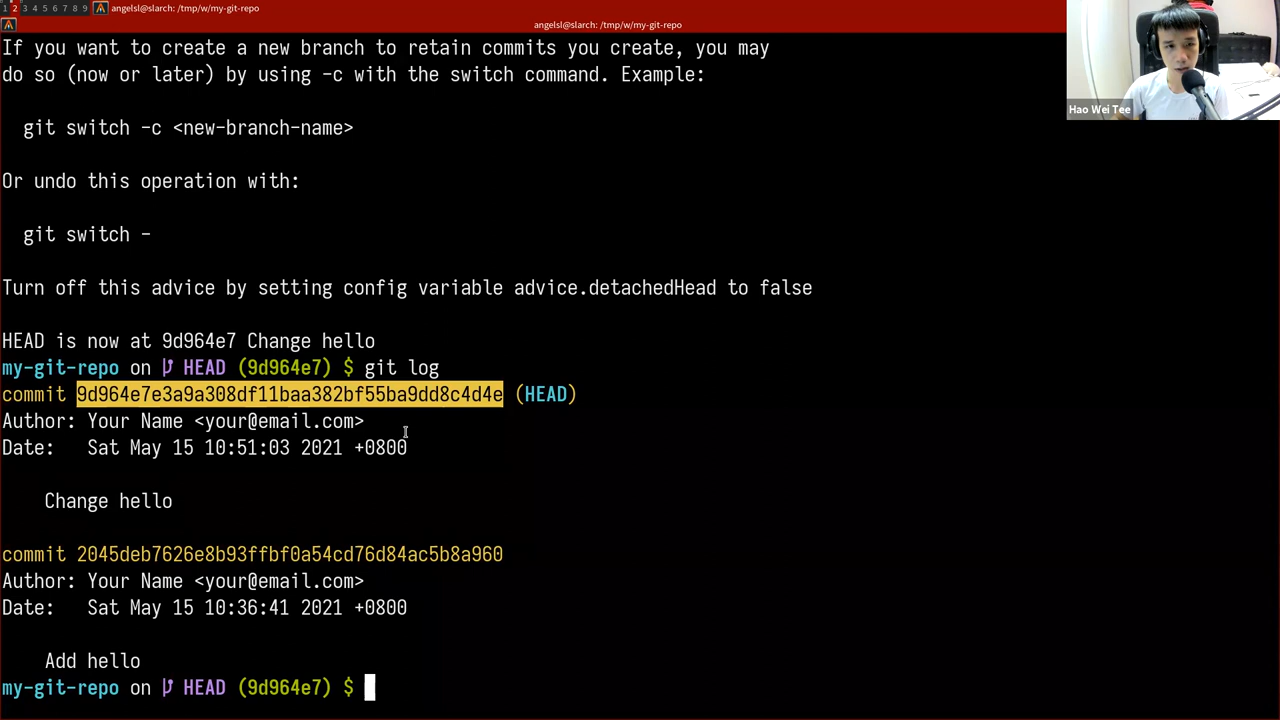 1 2 3 4 5 6 7 8 9 angelsl@slarch: /tmp/w/my-git-repo
angelsl@slarch: /tmp/w/my-git-repo
If you want to create a new branch to retain commits you create, you may
do so (now or later) by using -c with the switch command. Example:
git switch -c <new-branch-name>
Or undo this operation with:
git switch -
Turn off this advice by setting config variable advice.detachedHead to false
HEAD is now at 9d964e7 Change hello
my-git-repo on HEAD (9d964e7) $ git log
commit 9d964e7e3a9a308df11baa382bf55ba9dd8c4d4e (HEAD)
Author: Your Name <your@email.com>
Date:   Sat May 15 10:51:03 2021 +0800
Change hello
commit 2045deb7626e8b93ffbf0a54cd76d84ac5b8a960
Author: Your Name <your@email.com>
Date:   Sat May 15 10:36:41 2021 +0800
Add hello
my-git-repo on HEAD (9d964e7) $
Hao Wei Tee